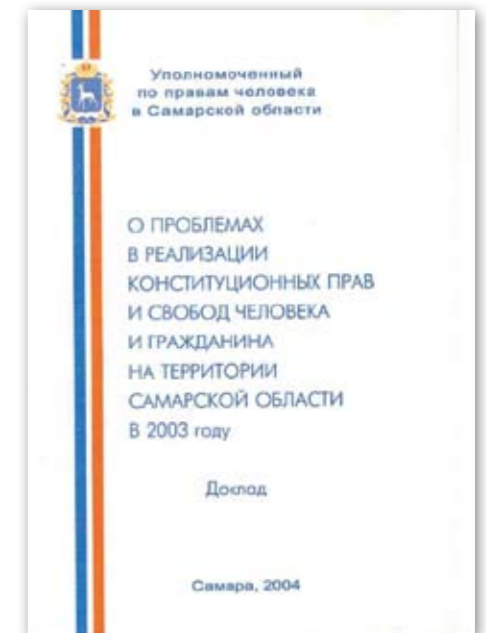 Уполномоченный
по правам человека
в Самарской области
О ПРОБЛЕМАХ
В РЕАЛИЗАЦИИ
КОНСТИТУЦИОННЫХ ПРАВ
И СВОБОД ЧЕЛОВЕКА
И ГРАЖДАНИНА
НА ТЕРРИТОРИИ
САМАРСКОЙ ОБЛАСТИ
В 2003 году
Доклад
Самара, 2004